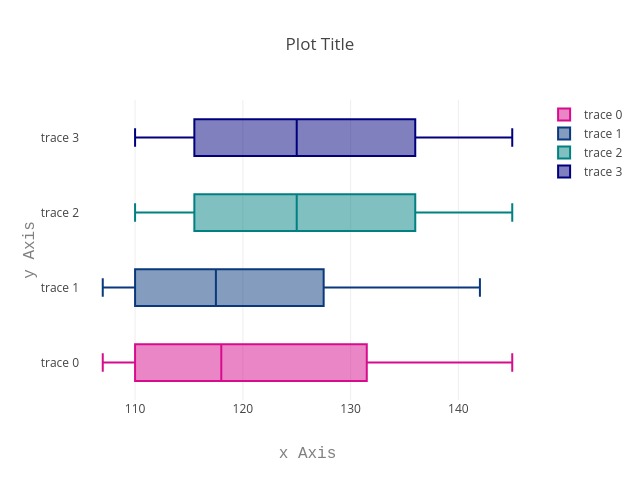 Plot Title
trace 3
trace 2
trace 1
trace 0
y Axis
110 120 130 140
x Axis
trace 0
trace 1
trace 2
trace 3